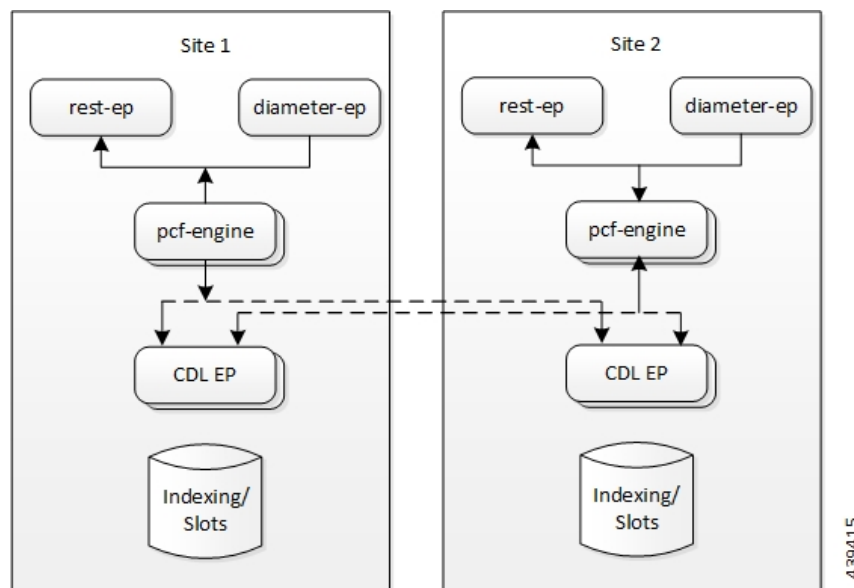 Site 1
rest-ep
diameter-ep
pcf-engine
CDL EP
Indexing/
Slots
Site 2
rest-ep
diameter-ep
pcf-engine
CDL EP
Indexing/
Slots
439415